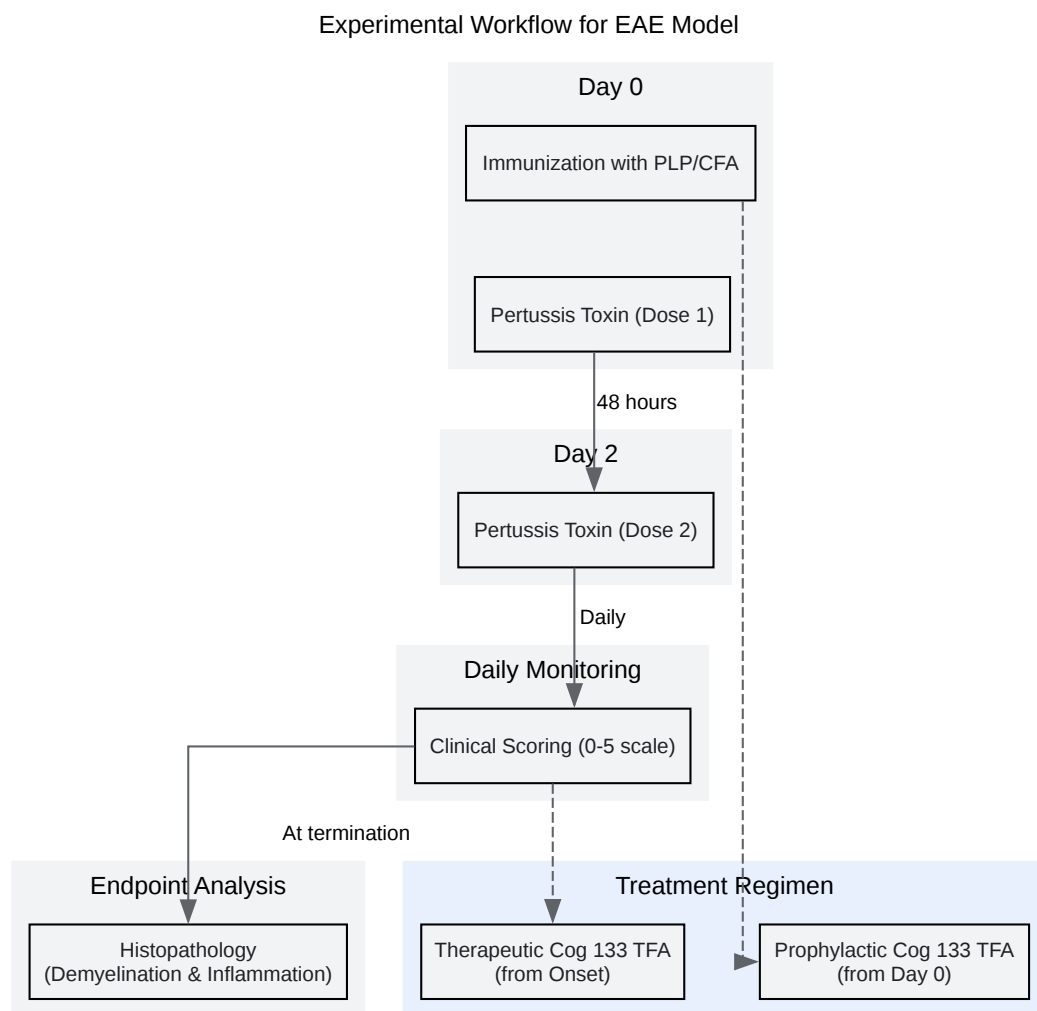 Experimental Workflow for EAE Model
Day 0
Immunization with PLP/CFA
Pertussis Toxin (Dose 1)
48 hours
Day 2
Pertussis Toxin (Dose 2)
Daily
Daily Monitoring
Clinical Scoring (0-5 scale)
At termination
Endpoint Analysis
Histopathology
(Demyelination & Inflammation)
Treatment Regimen
Therapeutic Cog 133 TFA
(from Onset)
Prophylactic Cog 133 TFA
(from Day 0)